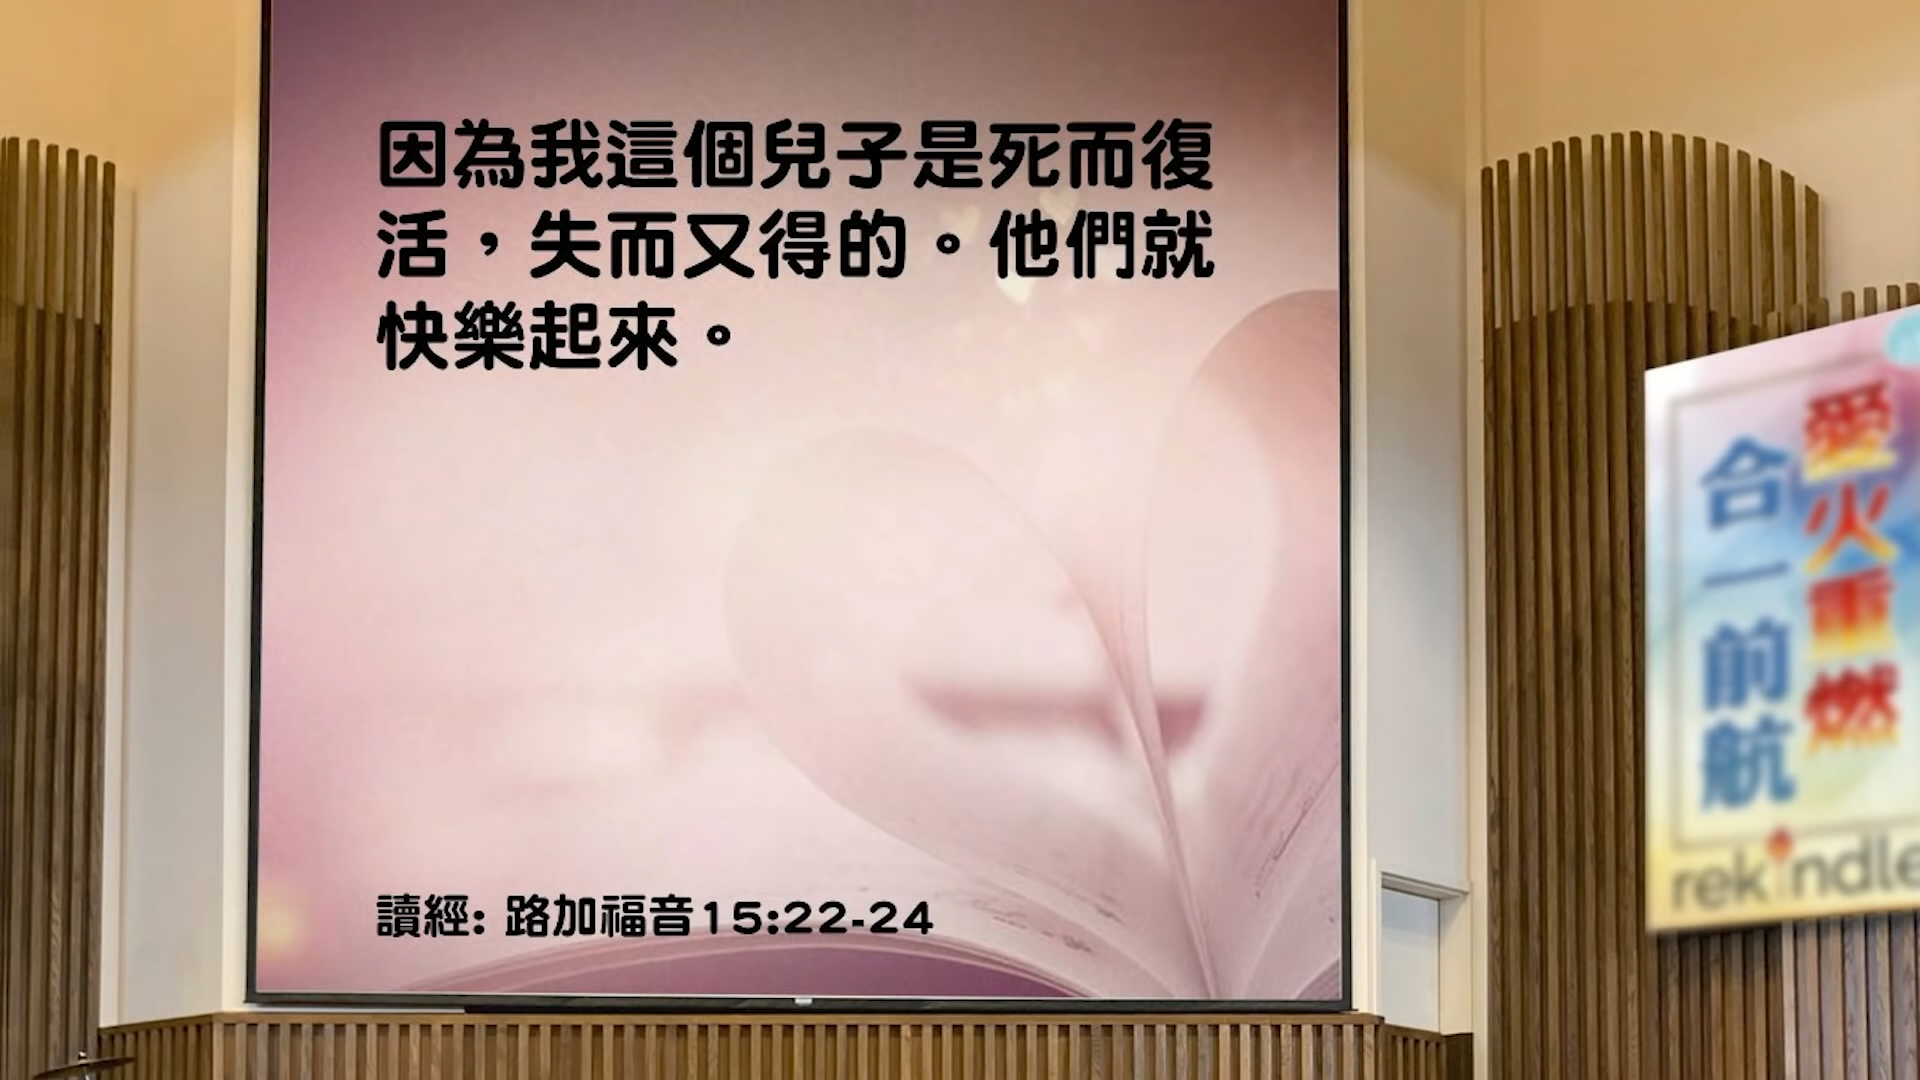 因為我這個兒子是死而復
活，失而又得的。他們就
快樂起來。
讀經: 路加福音15:22-24
愛火重燃
合一前航
rekindle